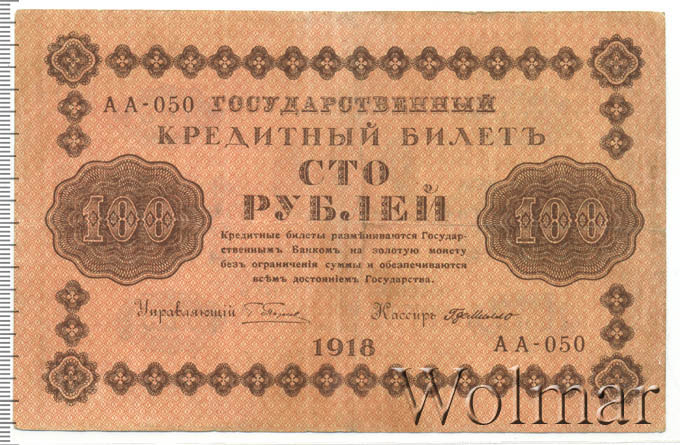 АА-050 ГОСУДАРСТВЕННЫЙ
КРЕДИТНЫЙ БИЛЕТЪ
СТО
РУБЛЕЙ
100
100
Кредитные билеты размѣниваются Государ-
ственнымъ Банкомъ на золотую монету
безъ ограниченія суммы и обезпечиваются
всѣмъ достояніемъ Государства.
Управляющій
Кассиръ
1918
АА-050
Wolmar